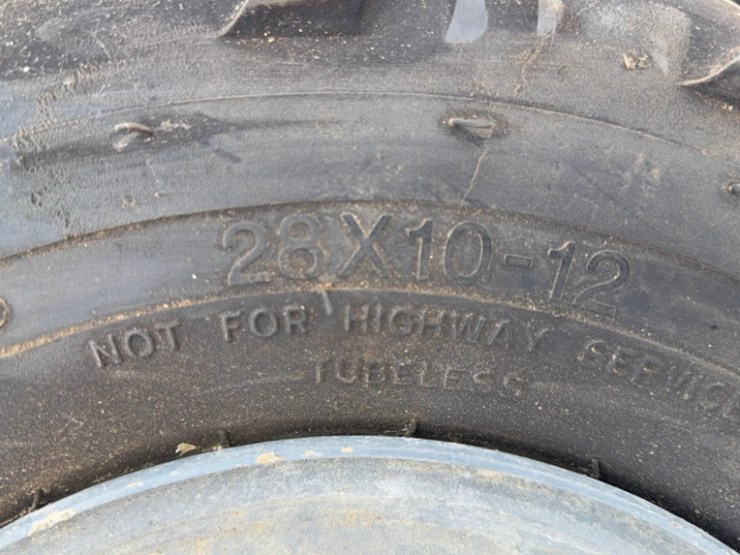 28X10-12
NOT FOR HIGHWAY SERVICE
TUBELESS